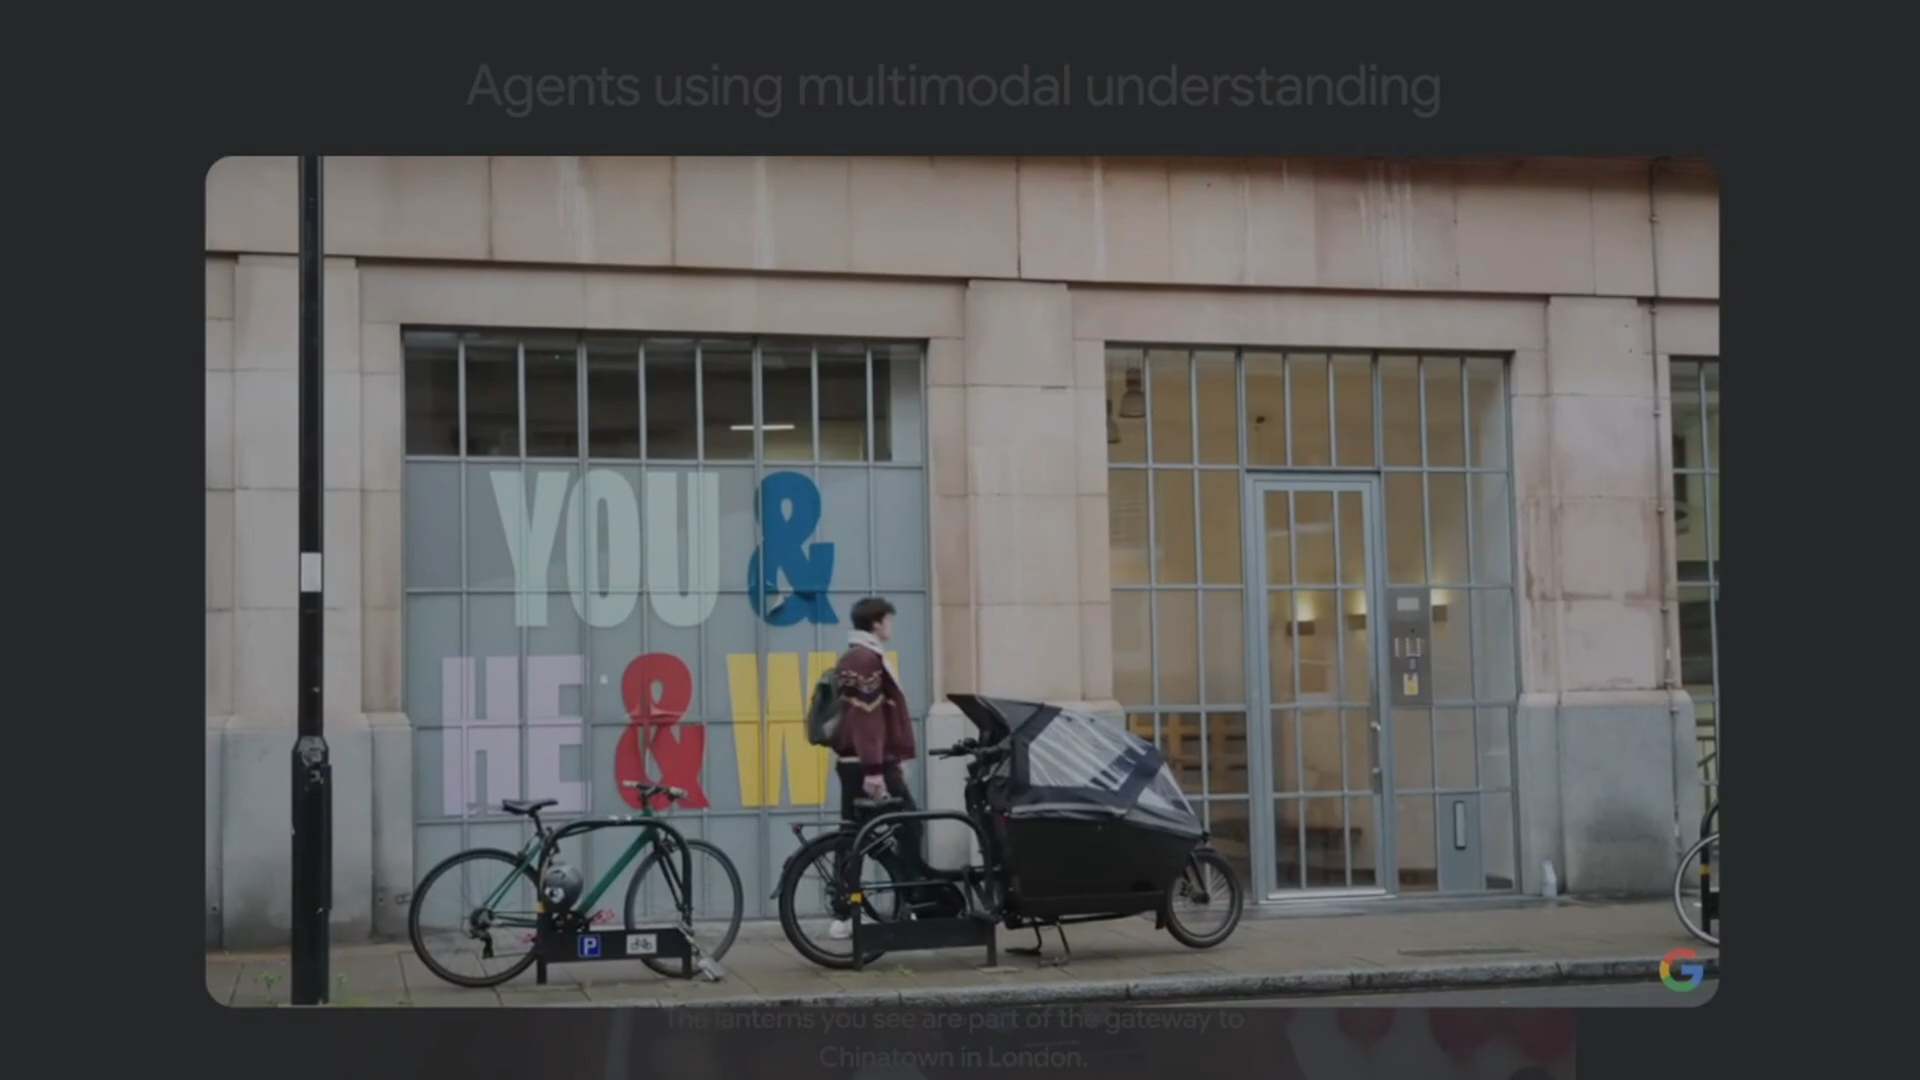 Agents using multimodal understanding
YOU &
HE & W
P
The lanterns you see are part of the gateway to
Chinatown in London.